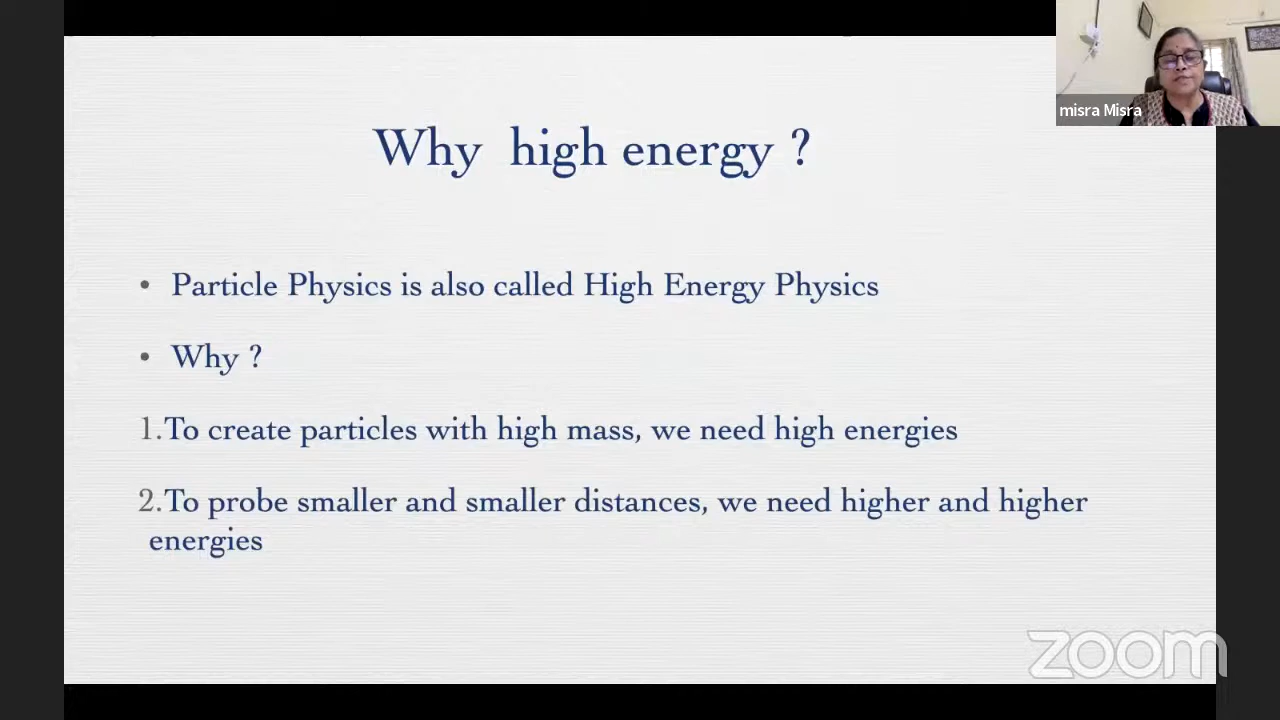 Why high energy ?
misra Misra
• Particle Physics is also called High Energy Physics
• Why ?
1.To create particles with high mass, we need high energies
2.To probe smaller and smaller distances, we need higher and higher
energies
zoom